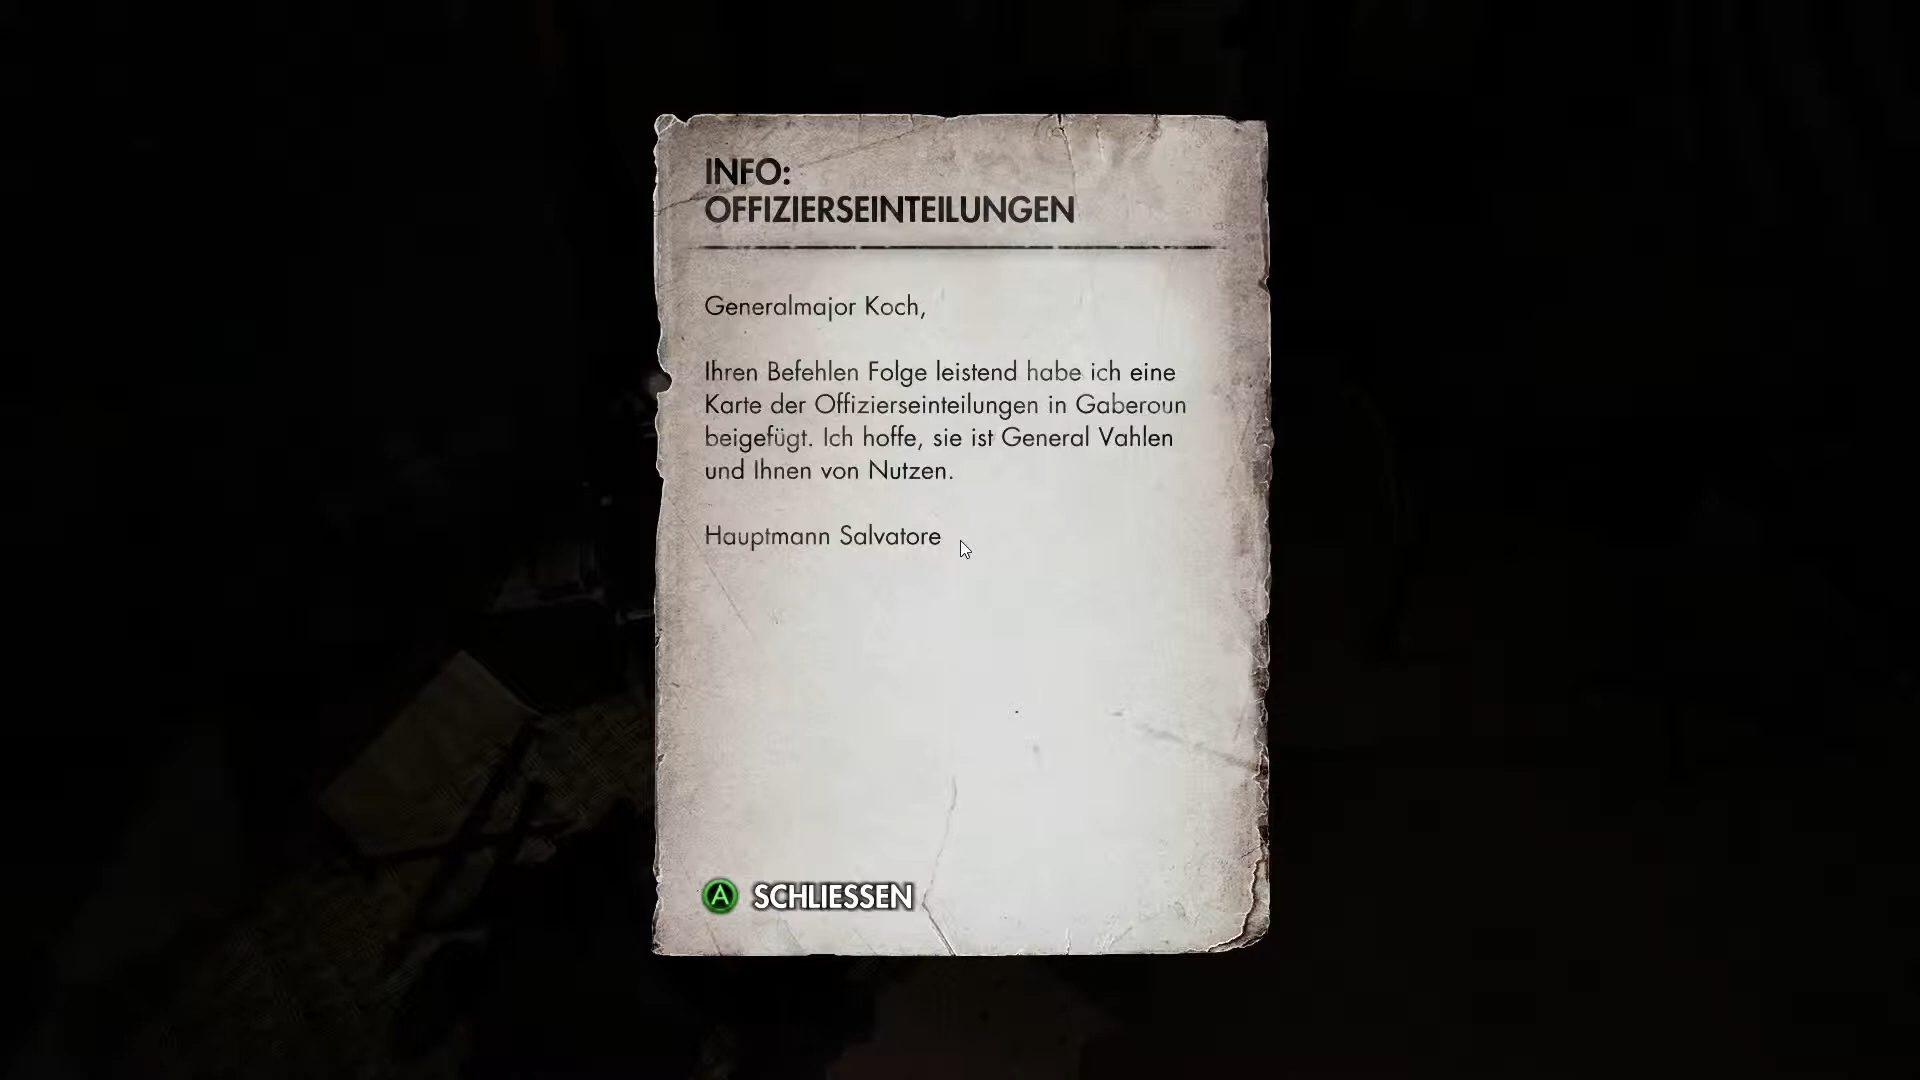 INFO:
OFFIZIERSEINTEILUNGEN
Generalmajor Koch,
Ihren Befehlen Folge leistend habe ich eine
Karte der Offizierseinteilungen in Gaberoun
beigefügt. Ich hoffe, sie ist General Vahlen
und Ihnen von Nutzen.
Hauptmann Salvatore
A SCHLIESSEN